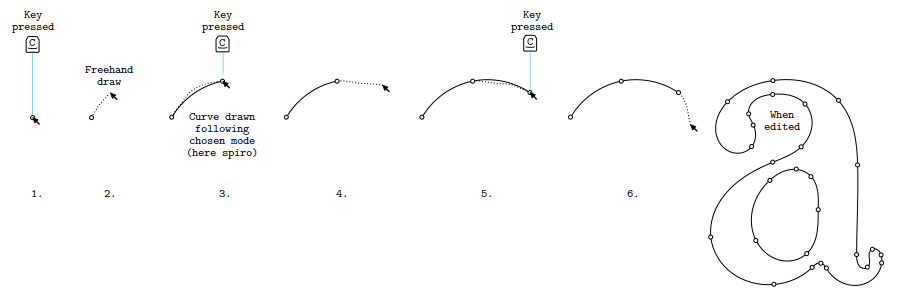 Key
pressed
C
Freehand
draw
Key
pressed
C
Curve drawn
following
chosen mode
(here spiro)
Key
pressed
C
When
edited
1.
2.
3.
4.
5.
6.